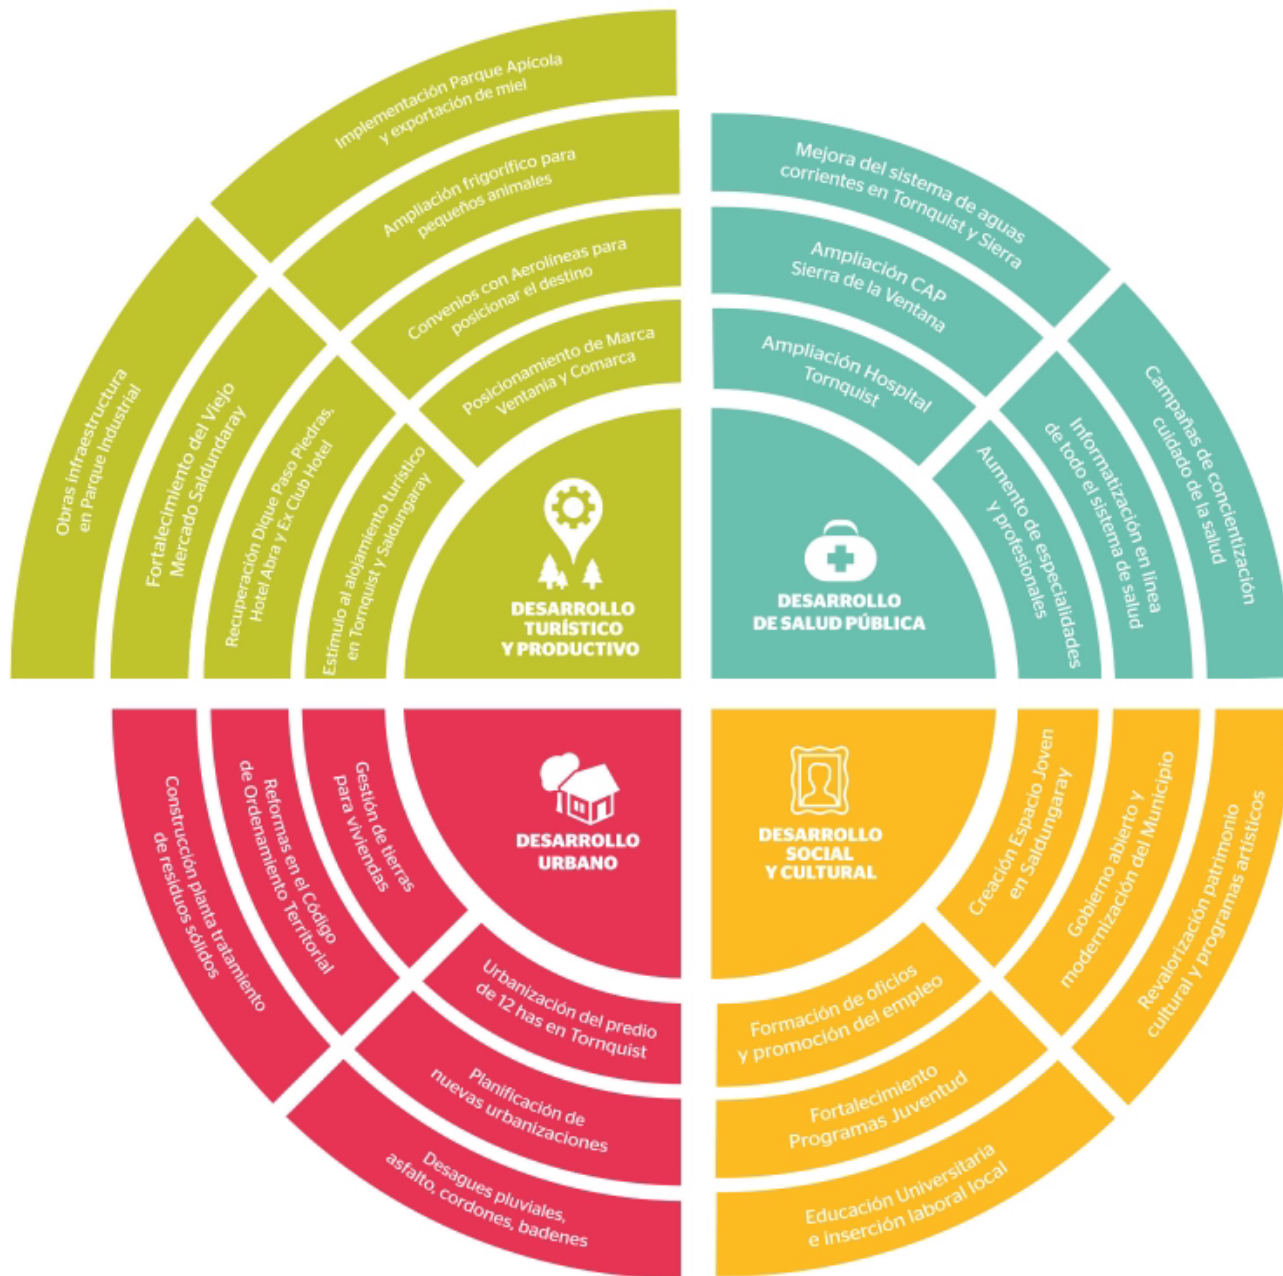 Implementación Parque Apícola
y exportación de miel
Ampliación frigorífico para
pequeños animales
Convenios con Aerolíneas para
posicionar el destino
Posicionamiento de Marca
Ventania y Comarca
Obras infraestructura
en Parque Industrial
Fortalecimiento del Viejo
Mercado Saldundaray
Recuperación Dique Paso Piedras,
Hotel Abra y Ex Club Hotel
Estímulo al alojamiento turístico
en Tornquist y Saldungaray
DESARROLLO
TURÍSTICO
Y PRODUCTIVO
Mejora del sistema de aguas
corrientes en Tornquist y Sierra
Ampliación CAP
Sierra de la Ventana
Ampliación Hospital
Tornquist
Campañas de concientización
cuidado de la salud
Informatización en línea
de todo el sistema de salud
Aumento de especialidades
y profesionales
DESARROLLO
DE SALUD PÚBLICA
DESARROLLO
URBANO
Gestión de tierras
para viviendas
Reformas en el Código
de Ordenamiento Territorial
Construcción planta tratamiento
de residuos sólidos
Urbanización del predio
de 12 has en Tornquist
Planificación de
nuevas urbanizaciones
Desagues pluviales,
asfalto, cordones, badenes
DESARROLLO
SOCIAL
Y CULTURAL
Creación Espacio Joven
en Saldungaray
Gobierno abierto y
modernización del Municipio
Revalorización patrimonio
cultural y programas artísticos
Formación de oficios
y promoción del empleo
Fortalecimiento
Programas Juventud
Educación Universitaria
e inserción laboral local